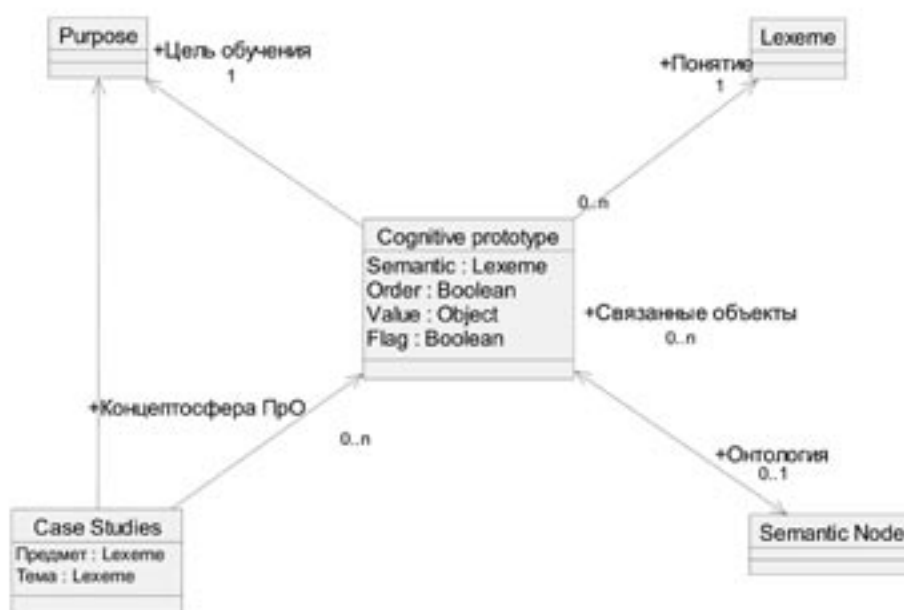 Purpose
+Цель обучения
1
Lexeme
+Понятие
1
0..n
Cognitive prototype
Semantic : Lexeme
Order : Boolean
Value : Object
Flag : Boolean
+Связанные объекты
0..n
+Концептосфера ПрО
0..n
+Онтология
0..1
Case Studies
Предмет : Lexeme
Тема : Lexeme
Semantic Node